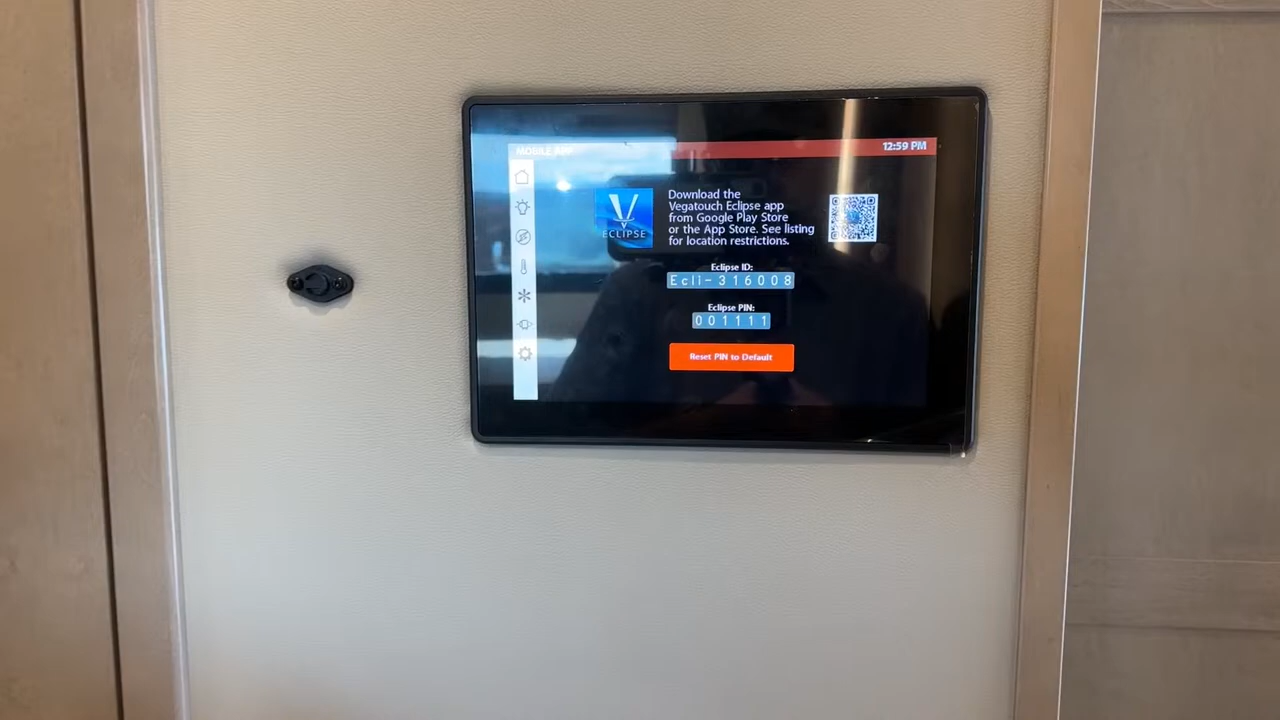 MOBILE APP
12:59 PM
ECLIPSE
Download the
Vegatouch Eclipse app
from Google Play Store
or the App Store. See listing
for location restrictions.
Eclipse ID:
Ecli-316008
Eclipse PIN:
001111
Reset PIN to Default